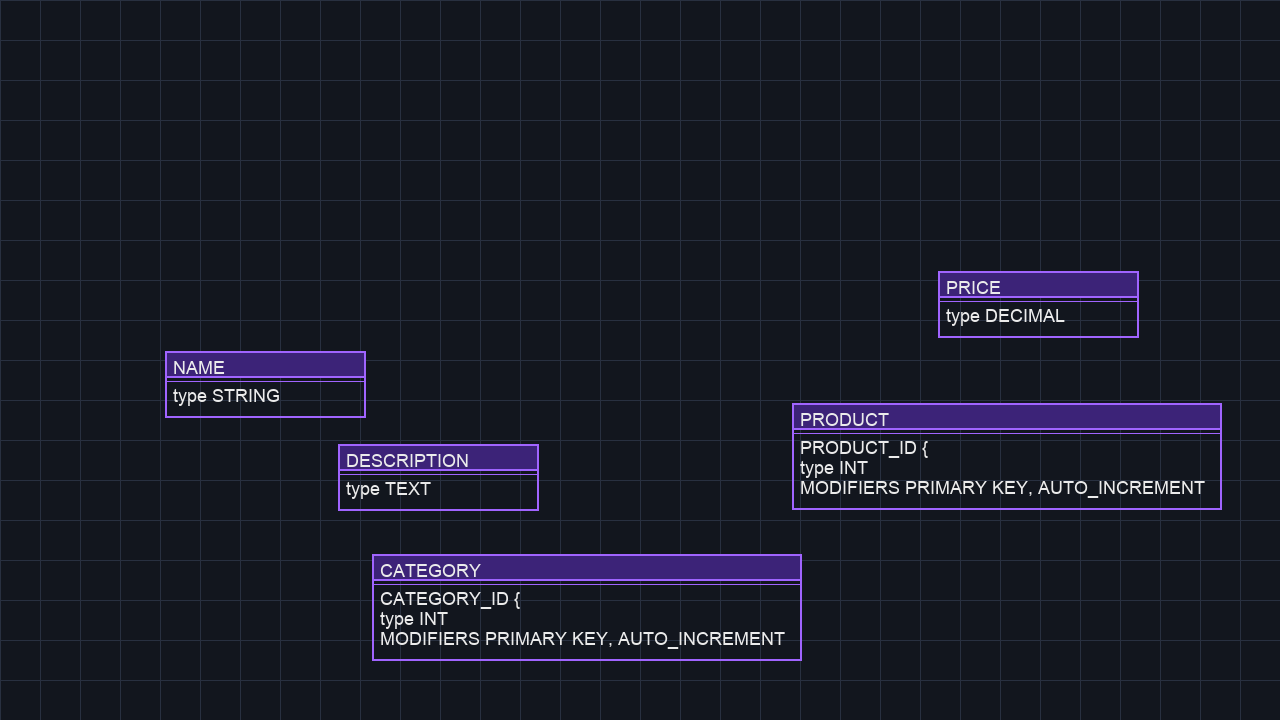 PRICE
type DECIMAL
NAME
type STRING
PRODUCT
PRODUCT_ID {
type INT
MODIFIERS PRIMARY KEY, AUTO_INCREMENT
DESCRIPTION
type TEXT
CATEGORY
CATEGORY_ID {
type INT
MODIFIERS PRIMARY KEY, AUTO_INCREMENT